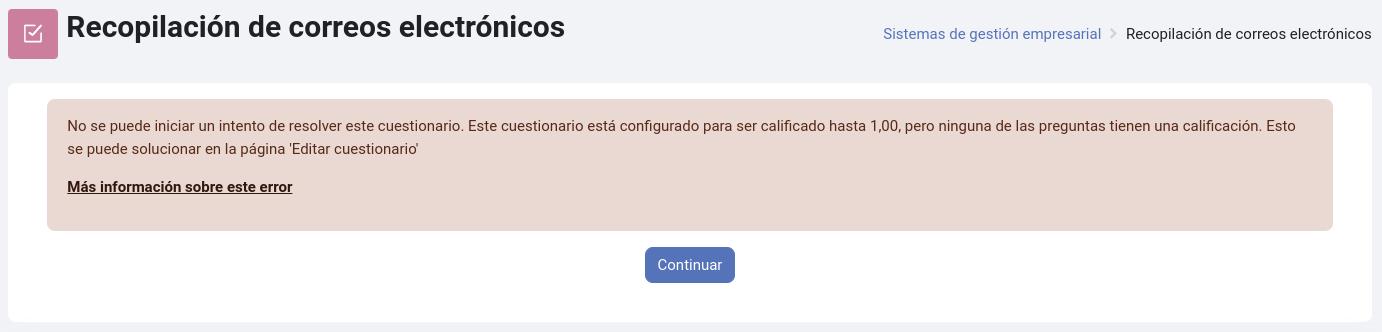 Recopilación de correos electrónicos
Sistemas de gestión empresarial
Recopilación de correos electrónicos
No se puede iniciar un intento de resolver este cuestionario. Este cuestionario está configurado para ser calificado hasta 1,00, pero ninguna de las preguntas tienen una calificación. Esto
se puede solucionar en la página 'Editar cuestionario'
Más información sobre este error
Continuar